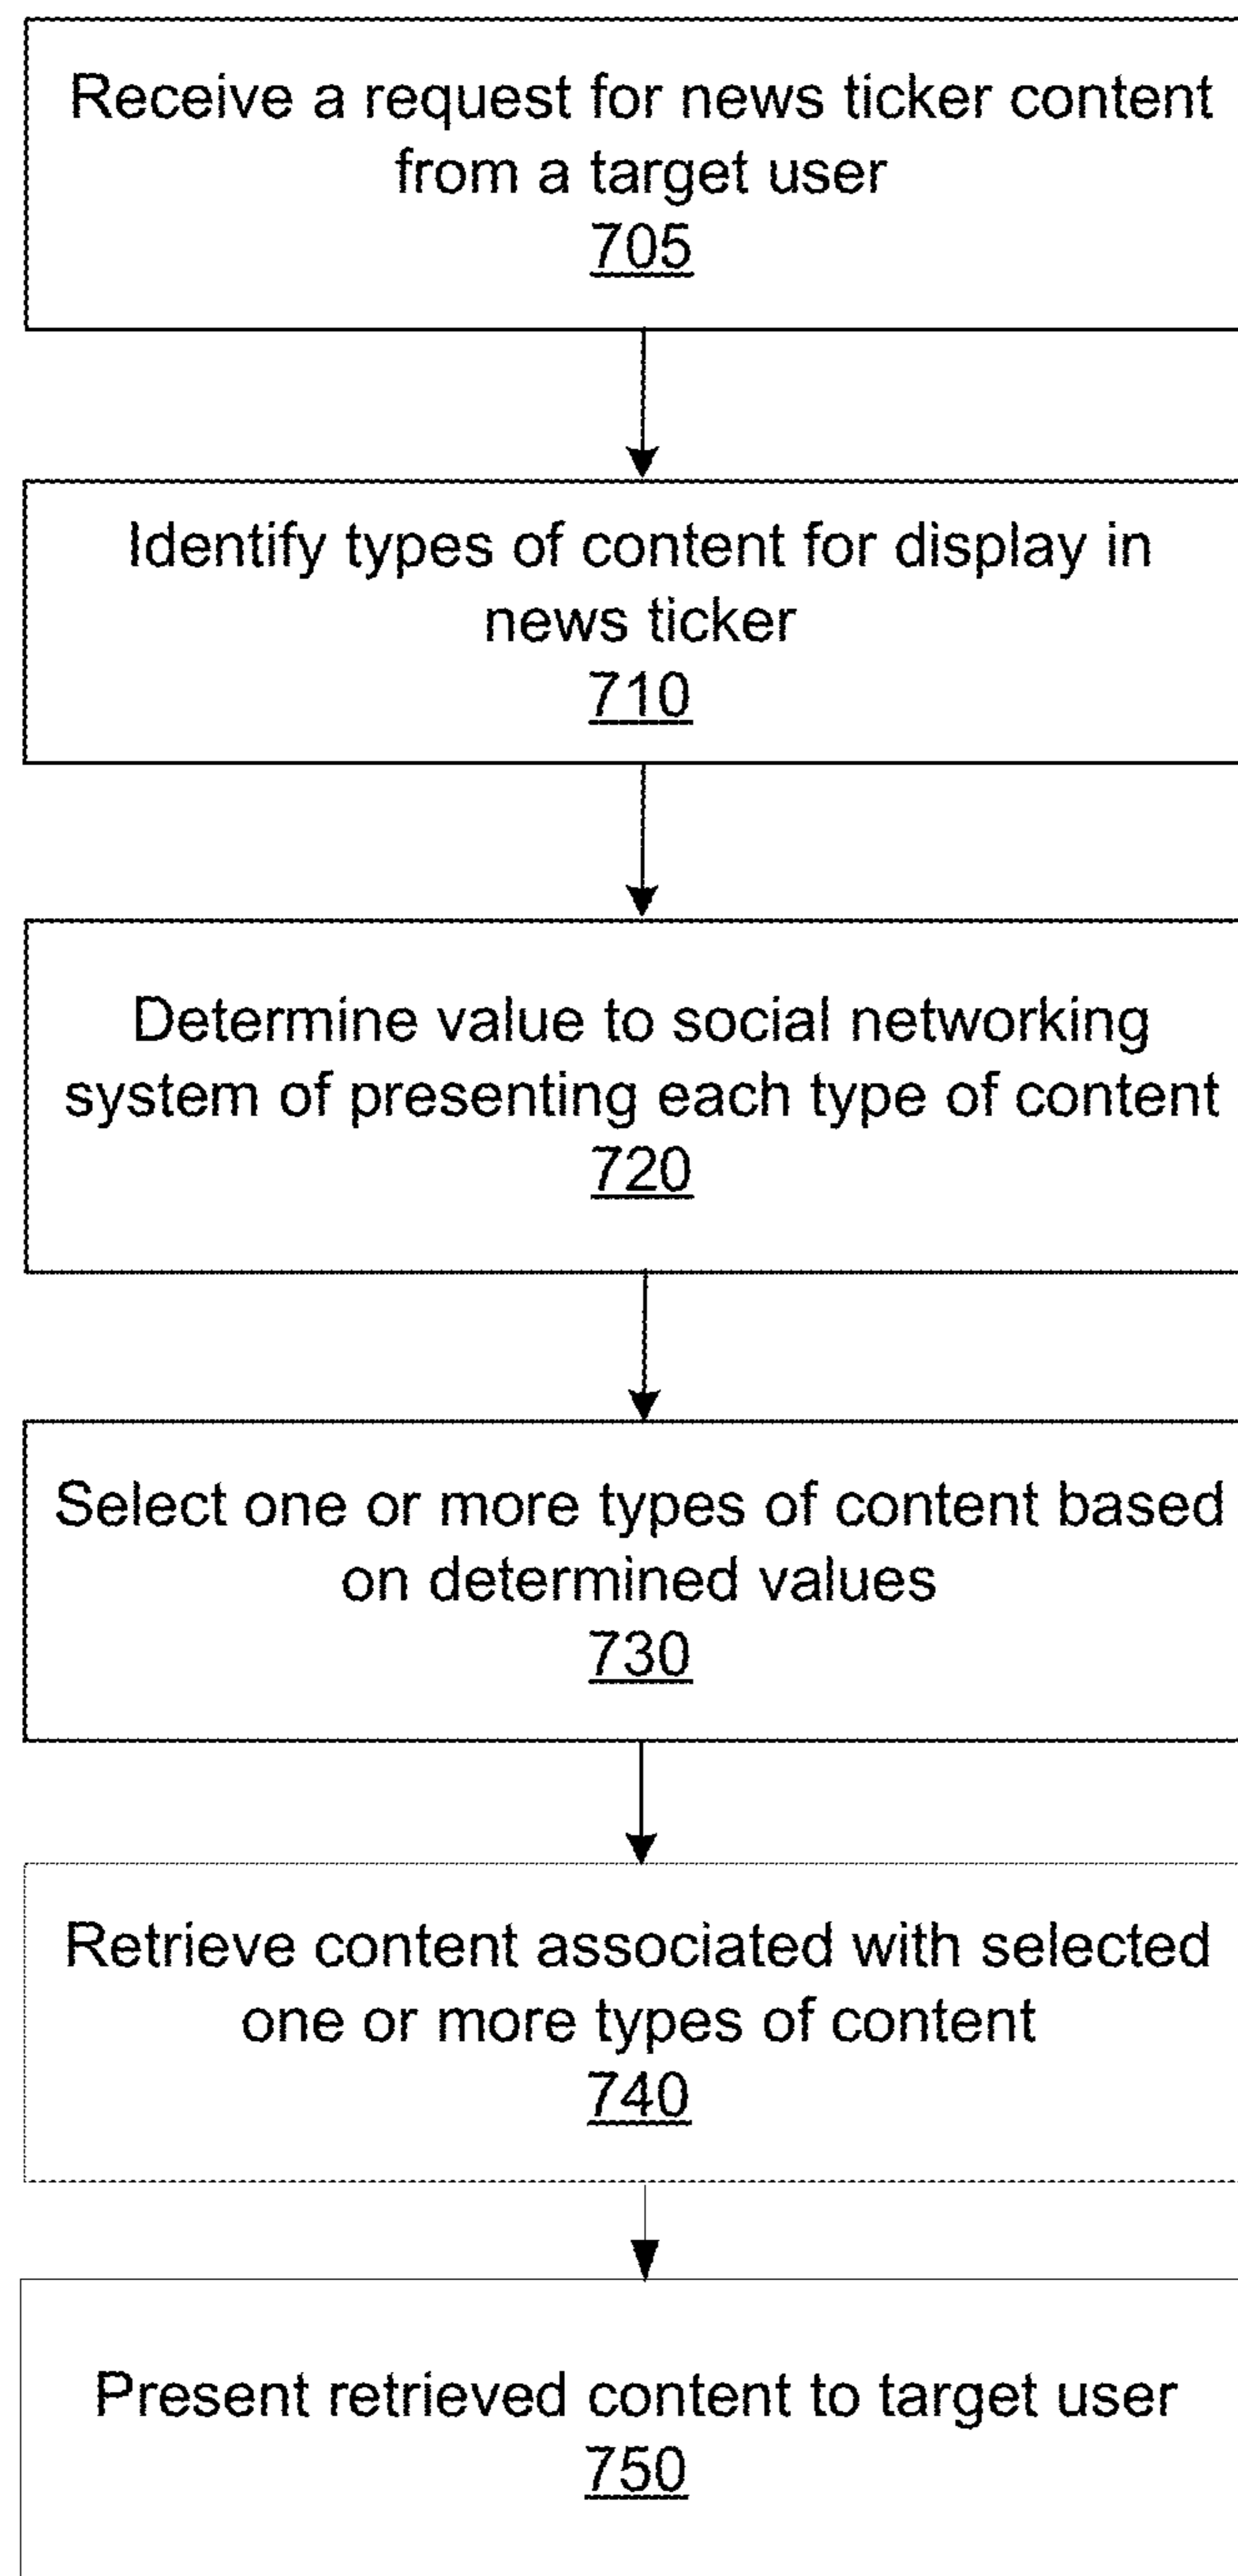 Receive a request for news ticker content
from a target user
705
Identify types of content for display in
news ticker
710
Determine value to social networking
system of presenting each type of content
720
Select one or more types of content based
on determined values
730
Retrieve content associated with selected
one or more types of content
740
Present retrieved content to target user
750